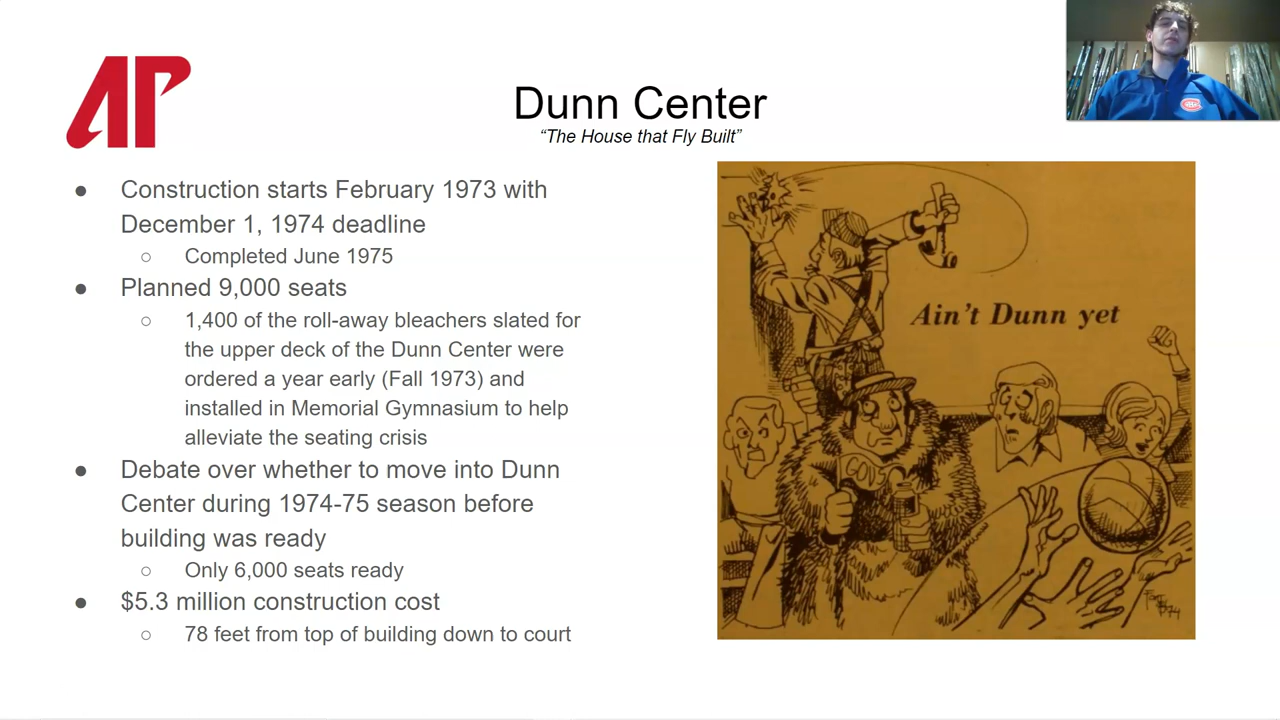 AP
Dunn Center
“The House that Fly Built”
● Construction starts February 1973 with
December 1, 1974 deadline
○ Completed June 1975
● Planned 9,000 seats
○ 1,400 of the roll-away bleachers slated for
the upper deck of the Dunn Center were
ordered a year early (Fall 1973) and
installed in Memorial Gymnasium to help
alleviate the seating crisis
● Debate over whether to move into Dunn
Center during 1974-75 season before
building was ready
○ Only 6,000 seats ready
● $5.3 million construction cost
○ 78 feet from top of building down to court
Ain't Dunn yet